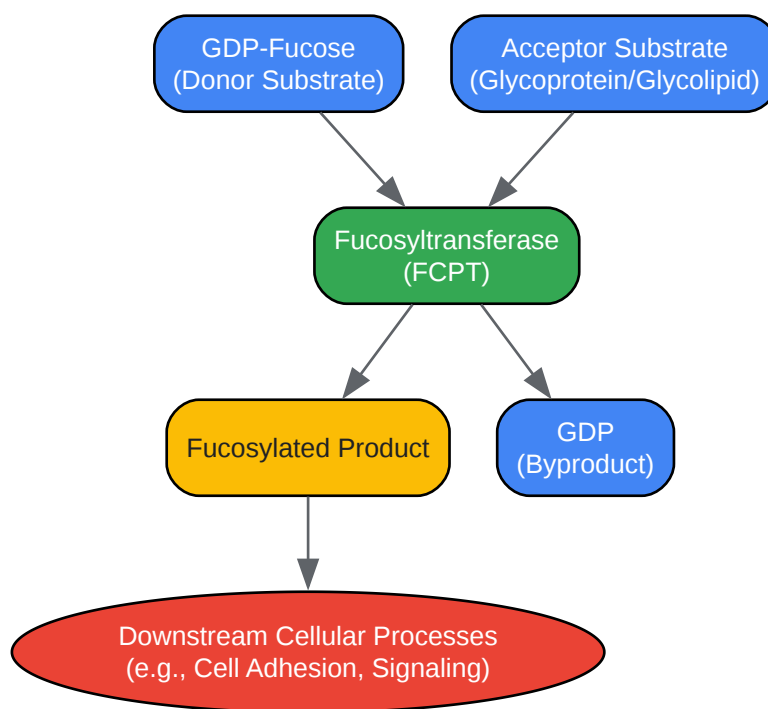 GDP-Fucose
(Donor Substrate)
Acceptor Substrate
(Glycoprotein/Glycolipid)
Fucosyltransferase
(FCPT)
Fucosylated Product
GDP
(Byproduct)
Downstream Cellular Processes
(e.g., Cell Adhesion, Signaling)